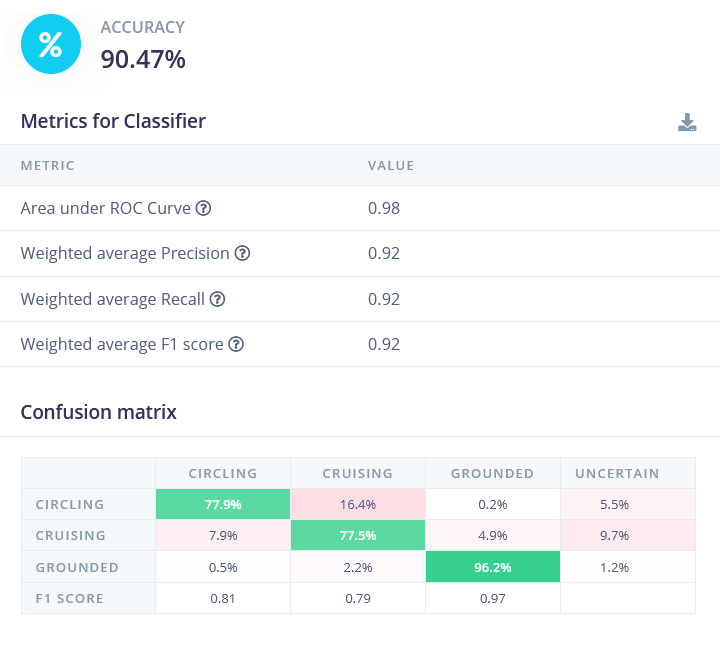 ACCURACY
90.47%
Metrics for Classifier
METRIC VALUE
Area under ROC Curve 0.98
Weighted average Precision 0.92
Weighted average Recall 0.92
Weighted average F1 score 0.92
Confusion matrix
CIRCLING CRUISING GROUNDED UNCERTAIN
CIRCLING 77.9% 16.4% 0.2% 5.5%
CRUISING 7.9% 77.5% 4.9% 9.7%
GROUNDED 0.5% 2.2% 96.2% 1.2%
F1 SCORE 0.81 0.79 0.97